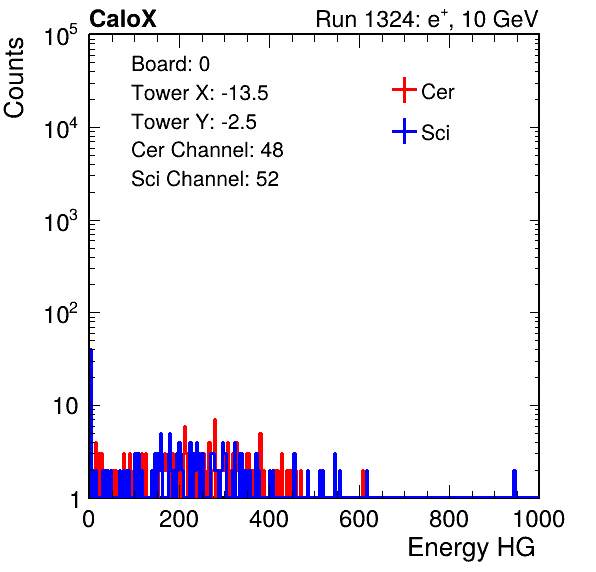 CaloX Run 1324: e⁺, 10 GeV
Counts
Board: 0
Tower X: -13.5
Tower Y: -2.5
Cer Channel: 48
Sci Channel: 52
Cer
Sci
10⁵
10⁴
10³
10²
10
1
0 200 400 600 800 1000
Energy HG